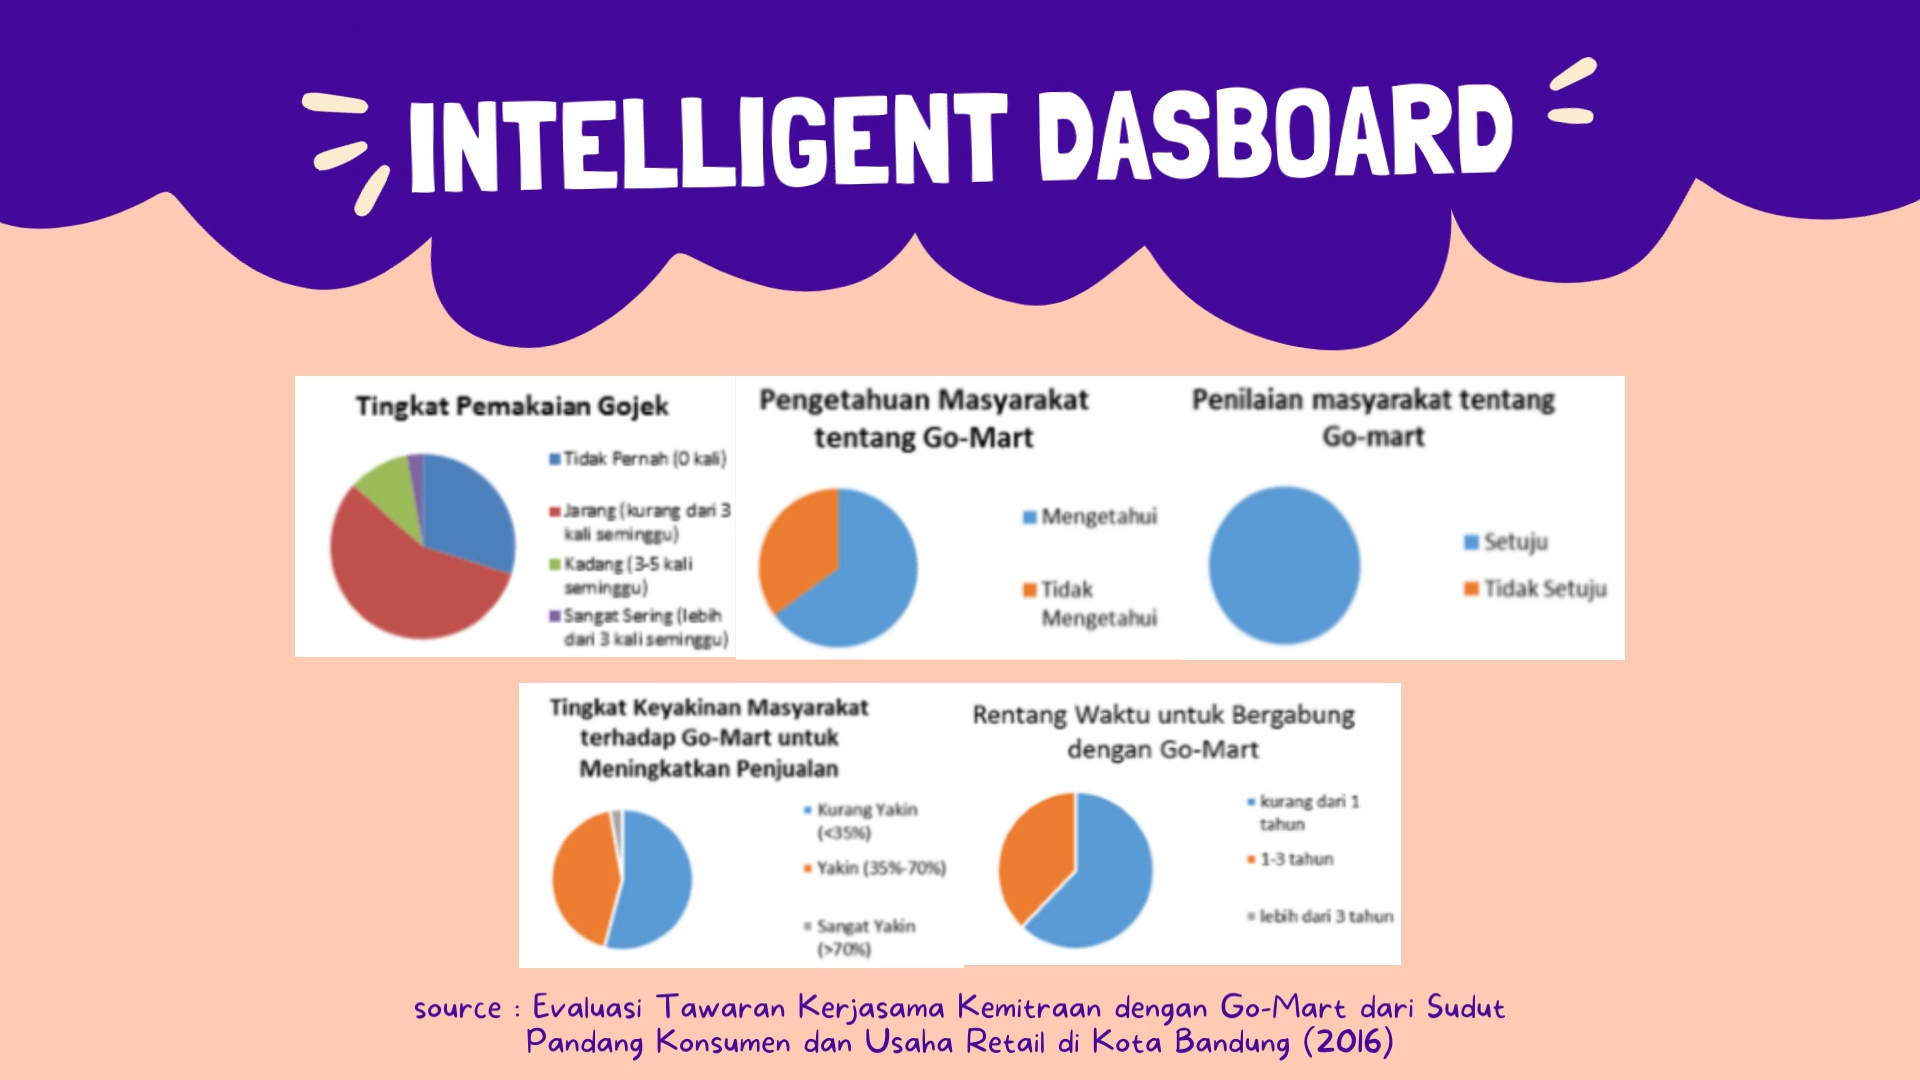 INTELLIGENT DASBOARD
Tingkat Pemakaian Gojek
Tidak Pernah (0 kali)
Jarang (kurang dari 3
kali seminggu)
Kadang (3-5 kali
seminggu)
Sangat Sering (lebih
dari 3 kali seminggu)
Pengetahuan Masyarakat
tentang Go-Mart
Mengetahui
Tidak
Mengetahui
Penilaian masyarakat tentang
Go-mart
Setuju
Tidak Setuju
Tingkat Keyakinan Masyarakat
terhadap Go-Mart untuk
Meningkatkan Penjualan
Kurang Yakin
(<35%)
Yakin (35%-70%)
Sangat Yakin
(>70%)
Rentang Waktu untuk Bergabung
dengan Go-Mart
kurang dari 1
tahun
1-3 tahun
lebih dari 3 tahun
source : Evaluasi Tawaran Kerjasama Kemitraan dengan Go-Mart dari Sudut
Pandang Konsumen dan Usaha Retail di Kota Bandung (2016)